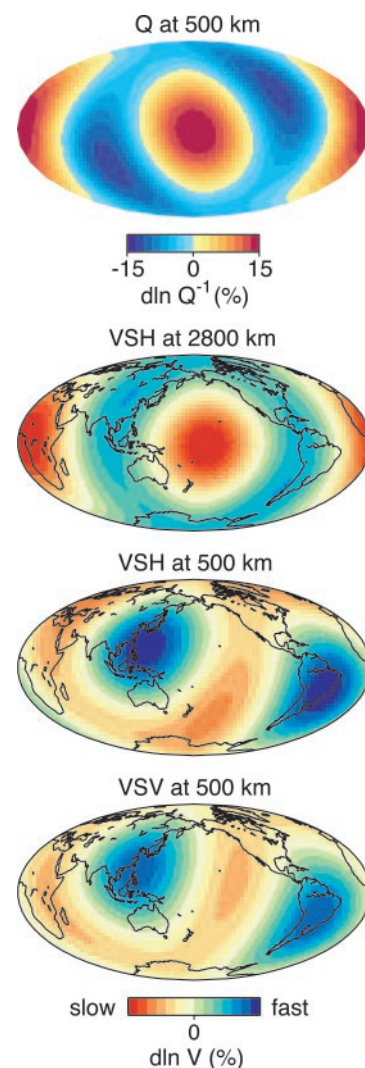 Q at 500 km
-15 0 15
dln Q⁻¹ (%)
VSH at 2800 km
VSH at 500 km
VSV at 500 km
slow fast
0
dln V (%)